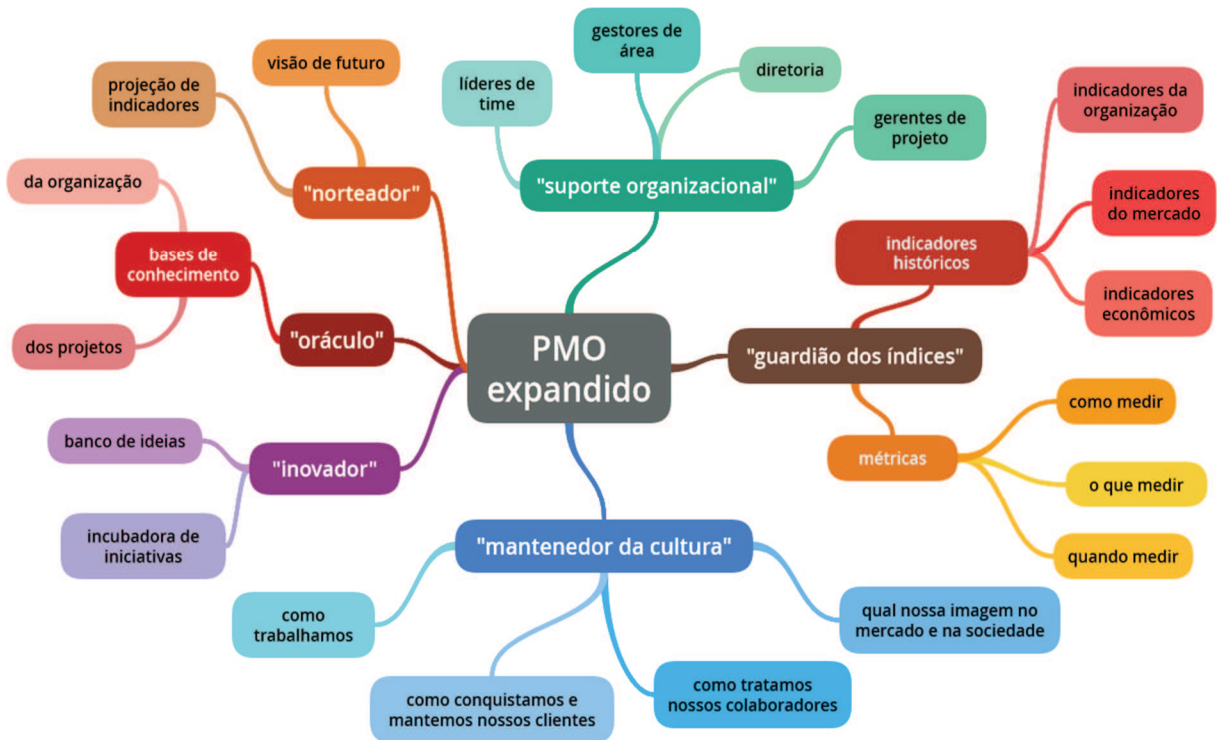 PMO
expandido
"suporte organizacional"
líderes de
time
gestores de
área
diretoria
gerentes de
projeto
"guardião dos índices"
indicadores
históricos
indicadores da
organização
indicadores
do mercado
indicadores
econômicos
métricas
como medir
o que medir
quando medir
"mantenedor da cultura"
qual nossa imagem no
mercado e na sociedade
como tratamos
nossos colaboradores
como conquistamos e
mantemos nossos clientes
como
trabalhamos
"inovador"
banco de ideias
incubadora de
iniciativas
"oráculo"
bases de
conhecimento
da organização
dos projetos
"norteador"
projeção de
indicadores
visão de futuro